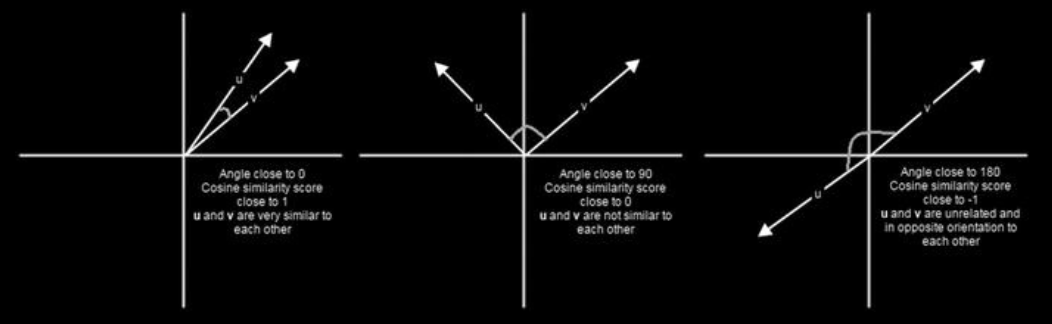 u
v
Angle close to 0
Cosine similarity score
close to 1
u and v are very similar to
each other
u
v
Angle close to 90
Cosine similarity score
close to 0
u and v are not similar to
each other
v
u
Angle close to 180
Cosine similarity score
close to -1
u and v are unrelated and
in opposite orientation to
each other